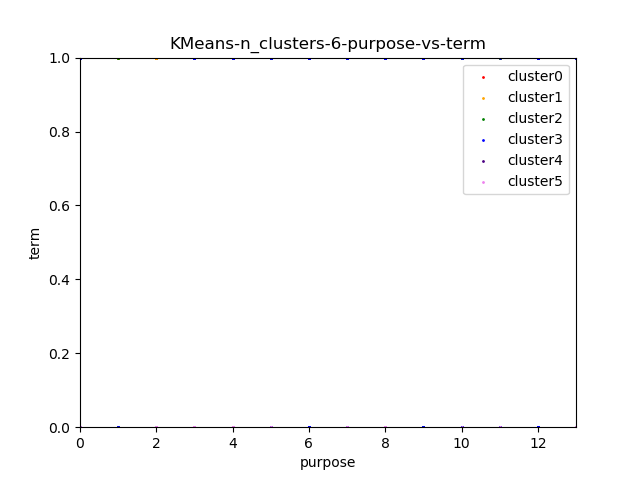 KMeans-n_clusters-6-purpose-vs-term
1.0
0.8
0.6
0.4
0.2
0.0
term
cluster0
cluster1
cluster2
cluster3
cluster4
cluster5
0 2 4 6 8 10 12
purpose